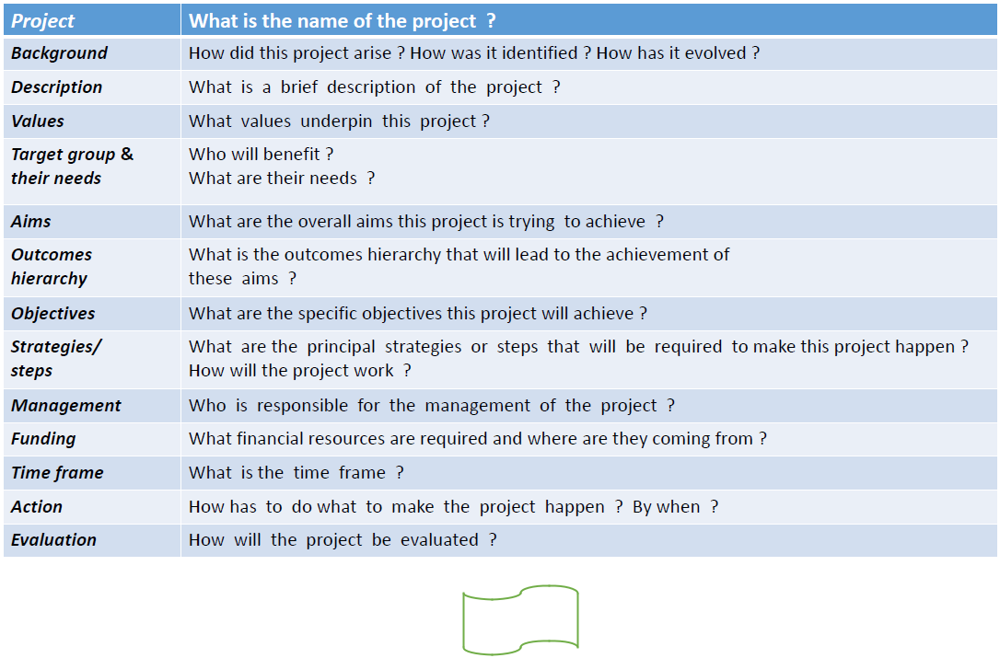 Project What is the name of the project ?
Background How did this project arise ? How was it identified ? How has it evolved ?
Description What is a brief description of the project ?
Values What values underpin this project ?
Target group & Who will benefit ?
their needs What are their needs ?
Aims What are the overall aims this project is trying to achieve ?
Outcomes What is the outcomes hierarchy that will lead to the achievement of
hierarchy these aims ?
Objectives What are the specific objectives this project will achieve ?
Strategies/ What are the principal strategies or steps that will be required to make this project happen ?
steps How will the project work ?
Management Who is responsible for the management of the project ?
Funding What financial resources are required and where are they coming from ?
Time frame What is the time frame ?
Action How has to do what to make the project happen ? By when ?
Evaluation How will the project be evaluated ?